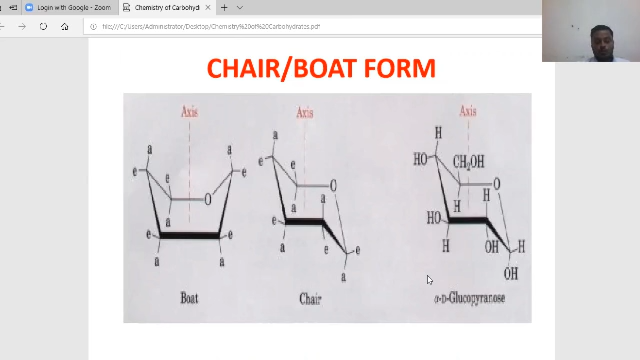 Login with Google - Zoom
Chemistry of Carbohydr
file:///C:/Users/Administrator/Desktop/Chemistry%20of%20Carbohydrates.pdf
CHAIR/BOAT FORM
Axis Axis Axis
a a a H
e e e e e HO CH2OH
O O O
a a a H H
e e e HO
a a a e e H OH H
a OH
Boat Chair α-D-Glucopyranose